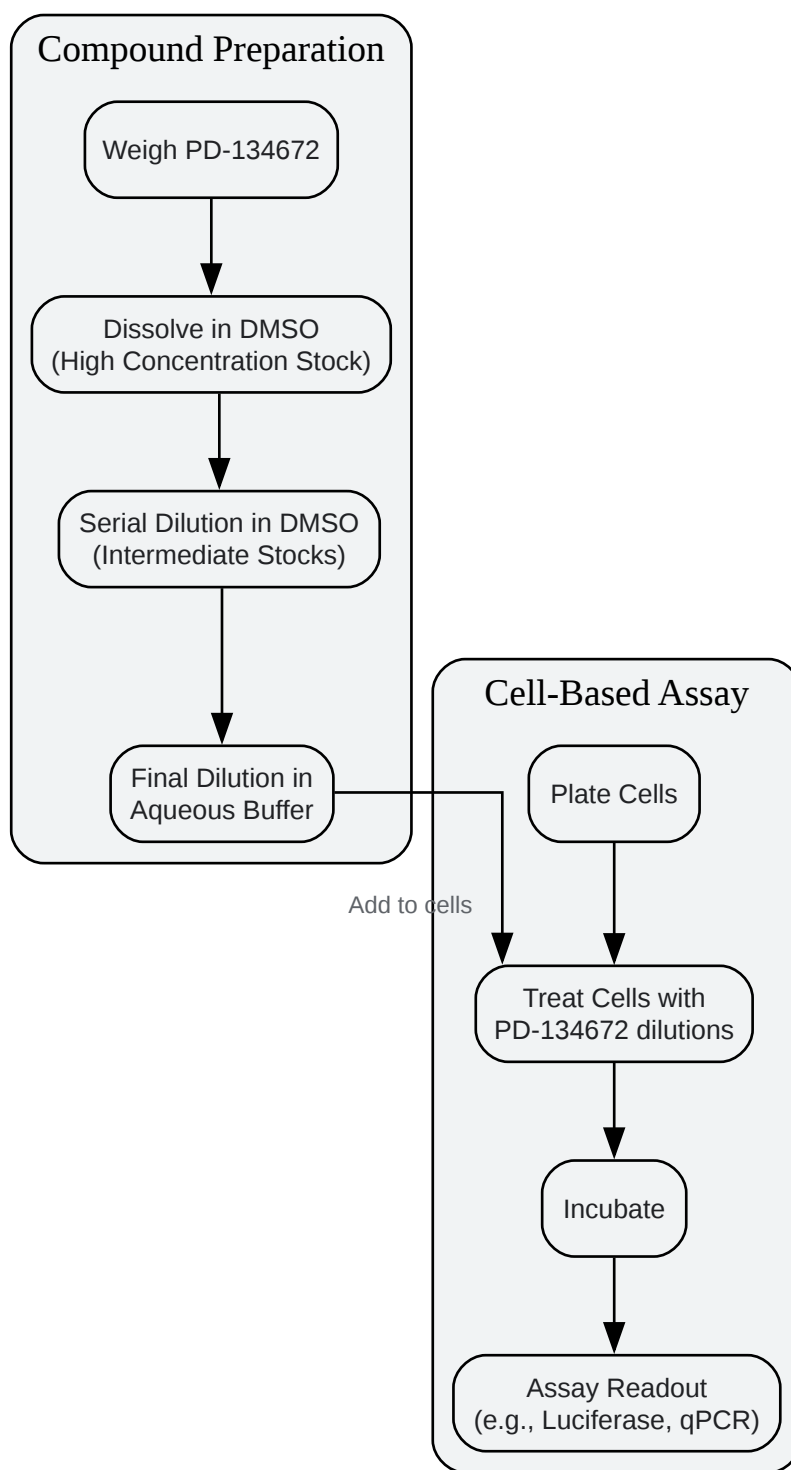 Compound Preparation
Weigh PD-134672
Dissolve in DMSO
(High Concentration Stock)
Serial Dilution in DMSO
(Intermediate Stocks)
Final Dilution in
Aqueous Buffer
Add to cells
Cell-Based Assay
Plate Cells
Treat Cells with
PD-134672 dilutions
Incubate
Assay Readout
(e.g., Luciferase, qPCR)